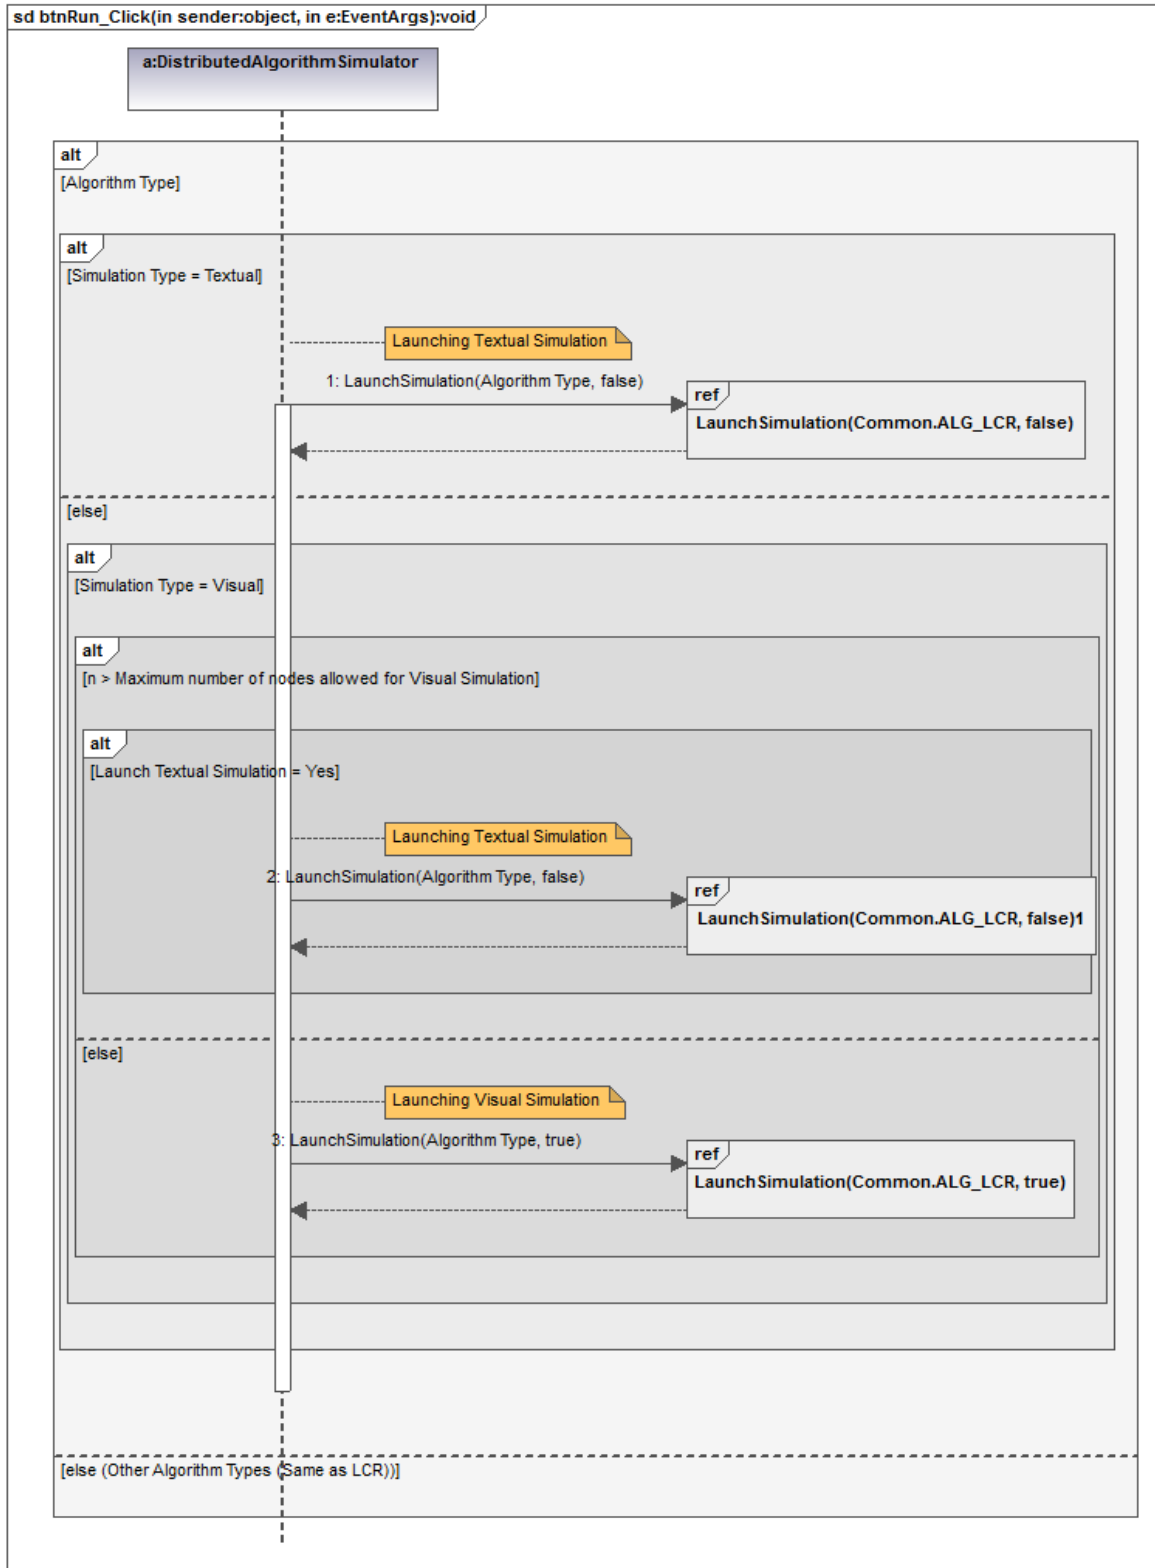 sd btnRun_Click(in sender:object, in e:EventArgs):void
a:DistributedAlgorithmSimulator
alt
[Algorithm Type]
alt
[Simulation Type = Textual]
Launching Textual Simulation
1: LaunchSimulation(Algorithm Type, false)
ref
LaunchSimulation(Common.ALG_LCR, false)
[else]
alt
[Simulation Type = Visual]
alt
[n > Maximum number of nodes allowed for Visual Simulation]
alt
[Launch Textual Simulation = Yes]
Launching Textual Simulation
2: LaunchSimulation(Algorithm Type, false)
ref
LaunchSimulation(Common.ALG_LCR, false)1
[else]
Launching Visual Simulation
3: LaunchSimulation(Algorithm Type, true)
ref
LaunchSimulation(Common.ALG_LCR, true)
[else (Other Algorithm Types (Same as LCR))]